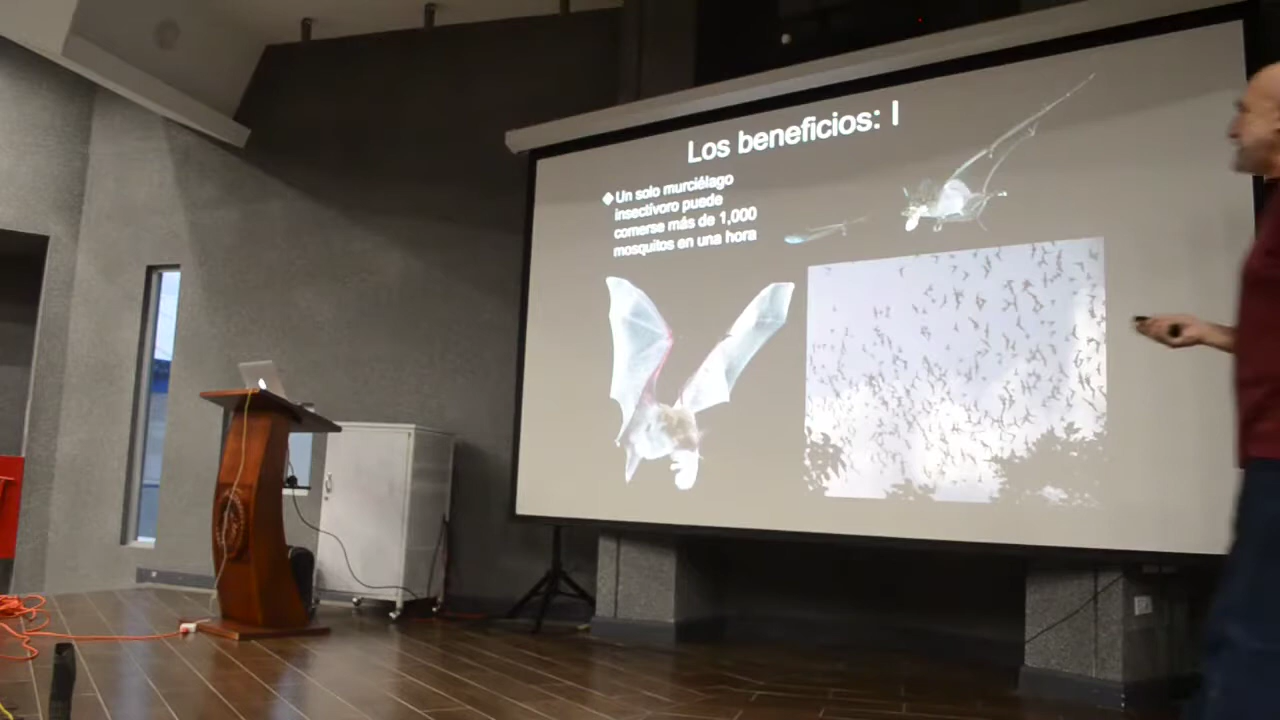 Los beneficios: I
Un solo murciélago
insectívoro puede
comerse más de 1,000
mosquitos en una hora